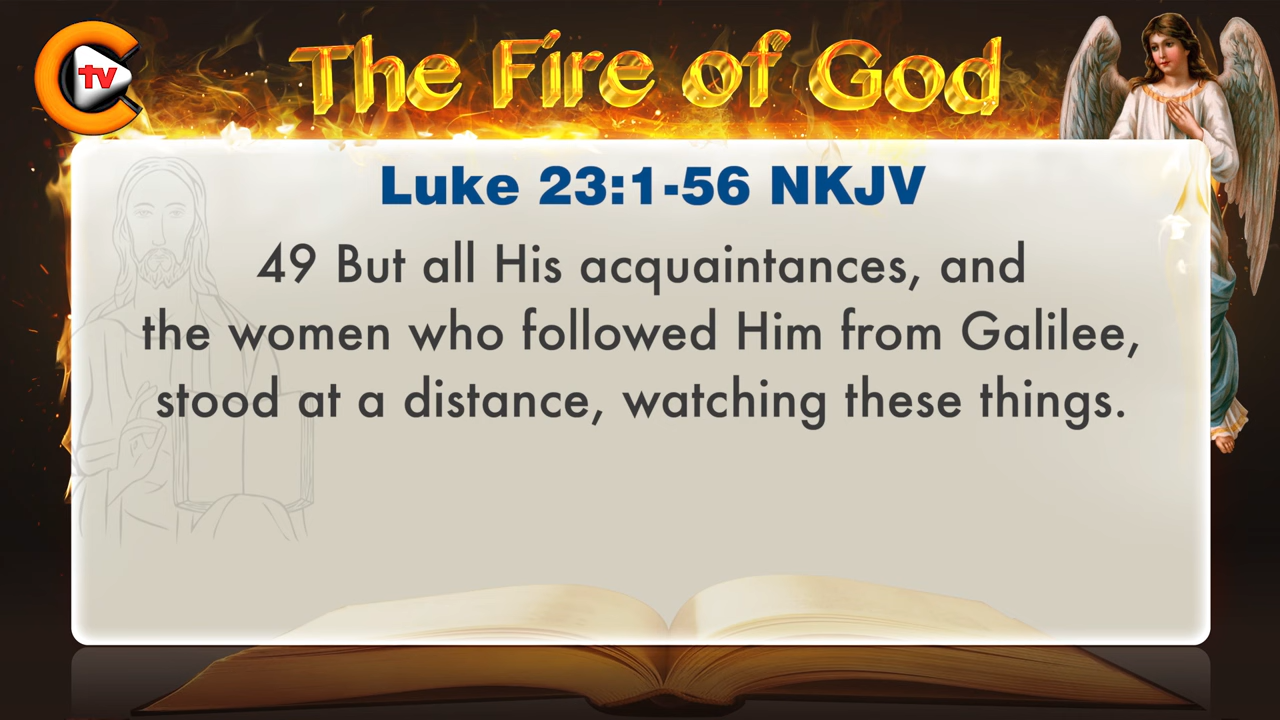 tv
The Fire of God
Luke 23:1-56 NKJV
49 But all His acquaintances, and
the women who followed Him from Galilee,
stood at a distance, watching these things.